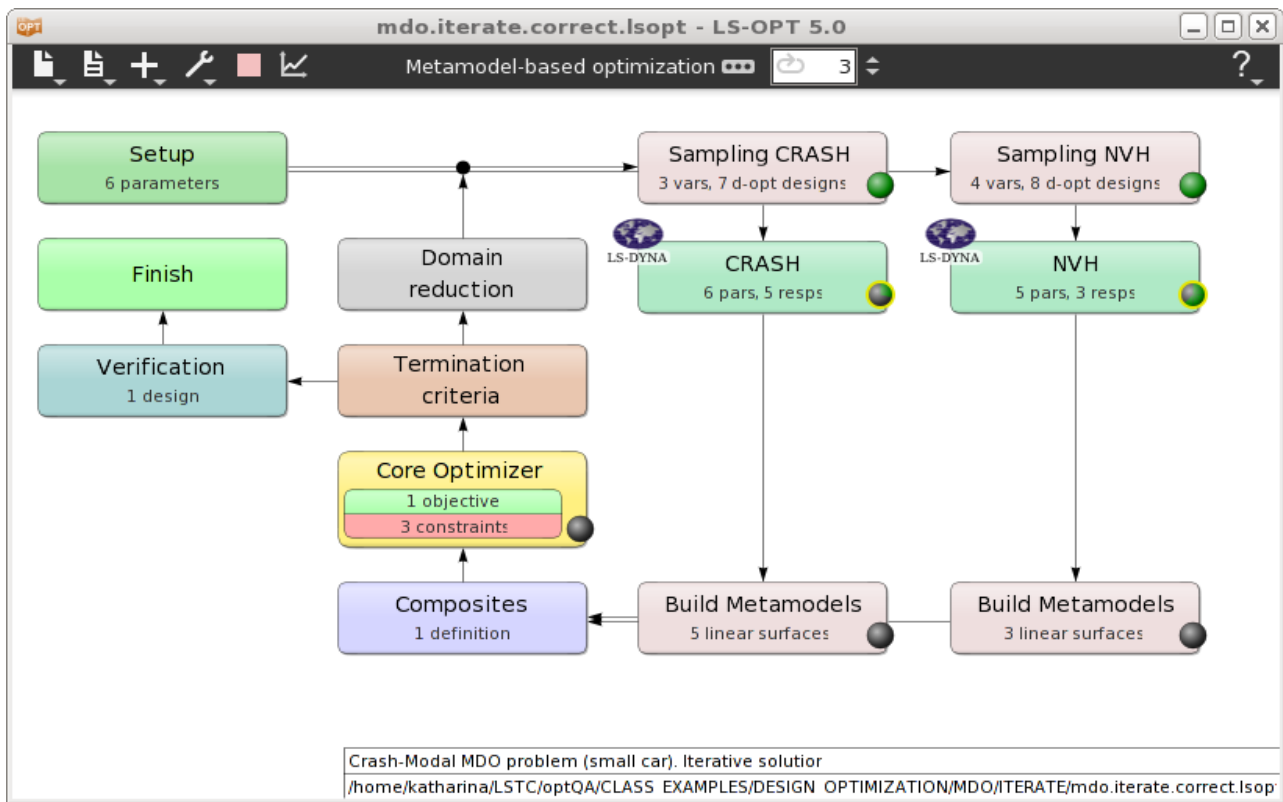 OPT
mdo.iterate.correct.lsopt - LS-OPT 5.0
Metamodel-based optimization
3
?
Setup
6 parameters
Sampling CRASH
3 vars, 7 d-opt designs
Sampling NVH
4 vars, 8 d-opt designs
Finish
Domain
reduction
LS-DYNA
CRASH
6 pars, 5 resps
LS-DYNA
NVH
5 pars, 3 resps
Verification
1 design
Termination
criteria
Core Optimizer
1 objective
3 constraints
Composites
1 definition
Build Metamodels
5 linear surfaces
Build Metamodels
3 linear surfaces
Crash-Modal MDO problem (small car). Iterative solution
/home/katharina/LSTC/optQA/CLASS_EXAMPLES/DESIGN_OPTIMIZATION/MDO/ITERATE/mdo.iterate.correct.lsop